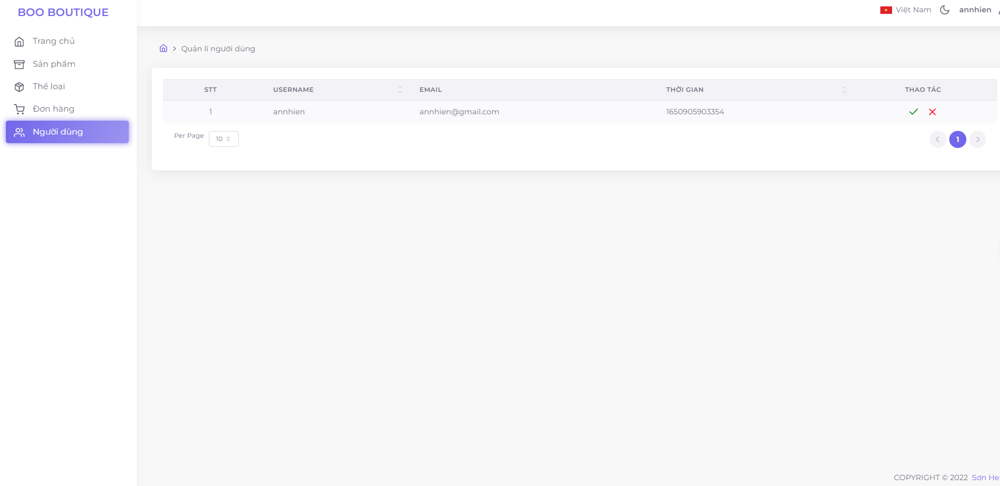 BOO BOUTIQUE
Việt Nam
annhien
Trang chủ
Sản phẩm
Thể loại
Đơn hàng
Người dùng
Quản lí người dùng
STT USERNAME EMAIL THỜI GIAN THAO TÁC
1 annhien annhien@gmail.com 1650905903354
Per Page 10
1
COPYRIGHT © 2022 Sơn He